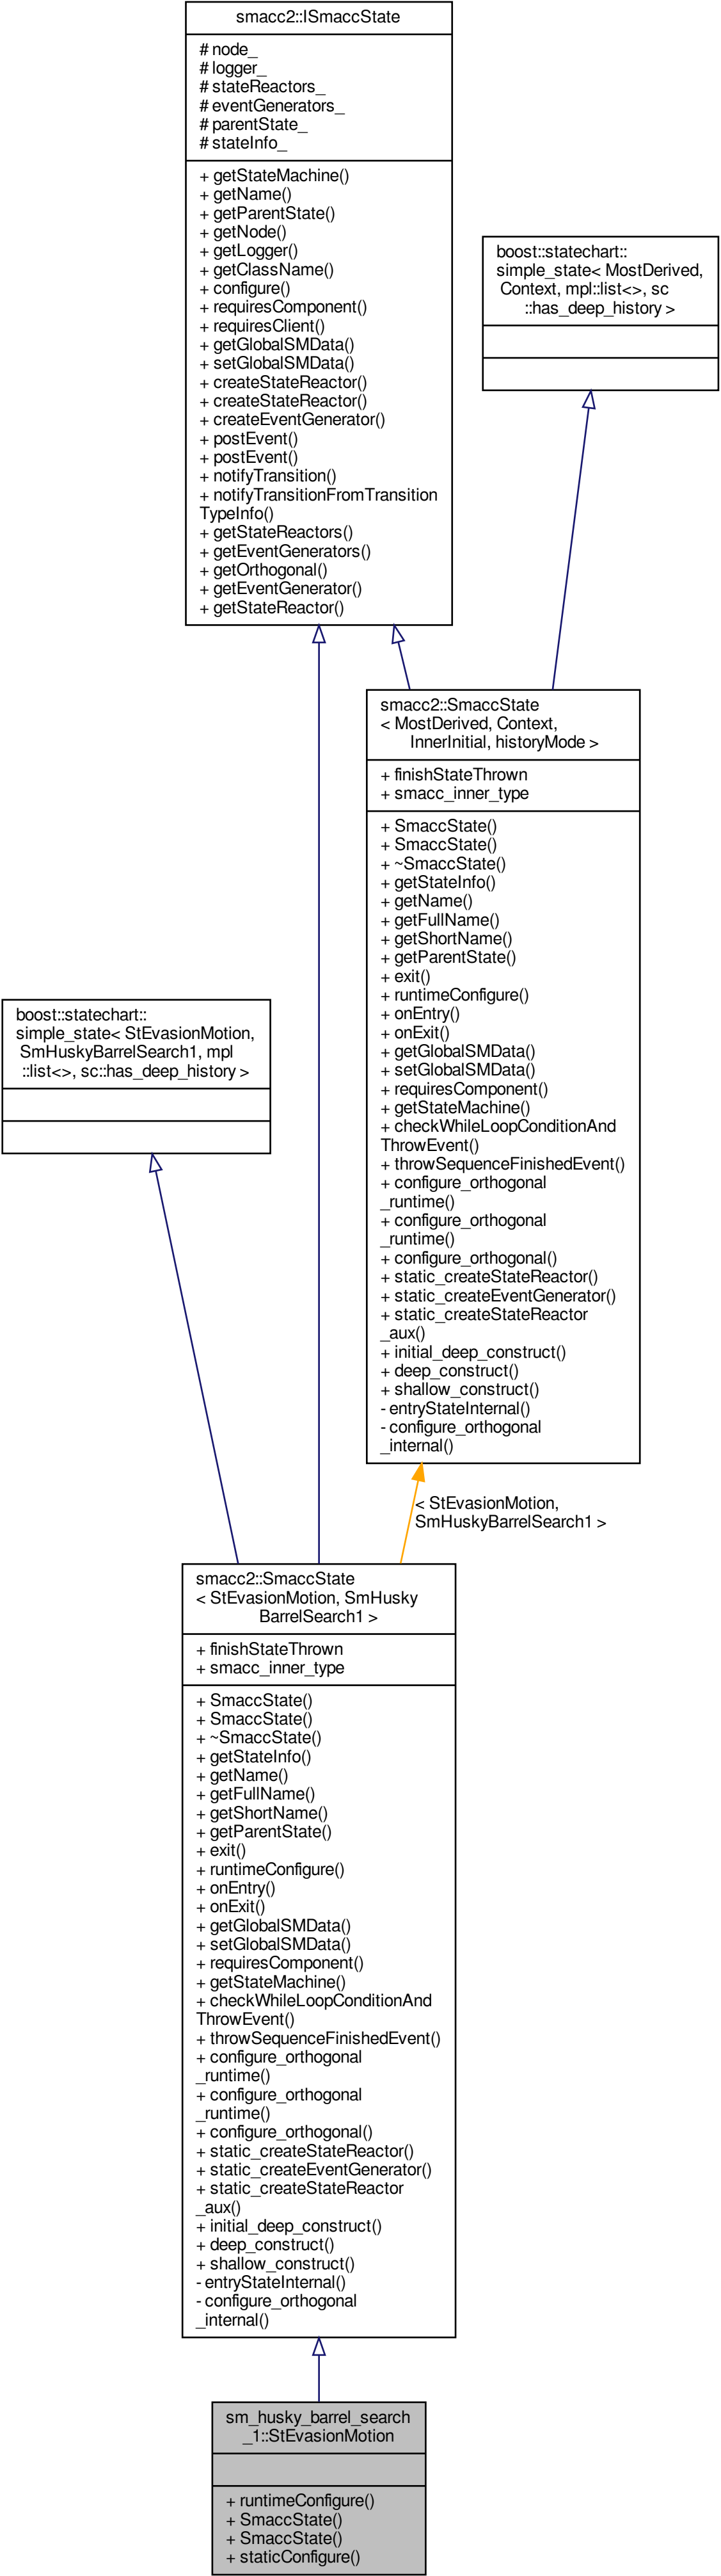 smacc2::ISmaccState
# node_
# logger_
# stateReactors_
# eventGenerators_
# parentState_
# stateInfo_
+ getStateMachine()
+ getName()
+ getParentState()
+ getNode()
+ getLogger()
+ getClassName()
+ configure()
+ requiresComponent()
+ requiresClient()
+ getGlobalSMData()
+ setGlobalSMData()
+ createStateReactor()
+ createStateReactor()
+ createEventGenerator()
+ postEvent()
+ postEvent()
+ notifyTransition()
+ notifyTransitionFromTransition
TypeInfo()
+ getStateReactors()
+ getEventGenerators()
+ getOrthogonal()
+ getEventGenerator()
+ getStateReactor()
boost::statechart::
simple_state< MostDerived,
Context, mpl::list<>, sc
::has_deep_history >
smacc2::SmaccState
< MostDerived, Context,
InnerInitial, historyMode >
+ finishStateThrown
+ smacc_inner_type
+ SmaccState()
+ SmaccState()
+ ~SmaccState()
+ getStateInfo()
+ getName()
+ getFullName()
+ getShortName()
+ getParentState()
+ exit()
+ runtimeConfigure()
+ onEntry()
+ onExit()
+ getGlobalSMData()
+ setGlobalSMData()
+ requiresComponent()
+ getStateMachine()
+ checkWhileLoopConditionAnd
ThrowEvent()
+ throwSequenceFinishedEvent()
+ configure_orthogonal
_runtime()
+ configure_orthogonal
_runtime()
+ configure_orthogonal()
+ static_createStateReactor()
+ static_createEventGenerator()
+ static_createStateReactor
_aux()
+ initial_deep_construct()
+ deep_construct()
+ shallow_construct()
- entryStateInternal()
- configure_orthogonal
_internal()
boost::statechart::
simple_state< StEvasionMotion,
SmHuskyBarrelSearch1, mpl
::list<>, sc::has_deep_history >
< StEvasionMotion,
SmHuskyBarrelSearch1 >
smacc2::SmaccState
< StEvasionMotion, SmHusky
BarrelSearch1 >
+ finishStateThrown
+ smacc_inner_type
+ SmaccState()
+ SmaccState()
+ ~SmaccState()
+ getStateInfo()
+ getName()
+ getFullName()
+ getShortName()
+ getParentState()
+ exit()
+ runtimeConfigure()
+ onEntry()
+ onExit()
+ getGlobalSMData()
+ setGlobalSMData()
+ requiresComponent()
+ getStateMachine()
+ checkWhileLoopConditionAnd
ThrowEvent()
+ throwSequenceFinishedEvent()
+ configure_orthogonal
_runtime()
+ configure_orthogonal
_runtime()
+ configure_orthogonal()
+ static_createStateReactor()
+ static_createEventGenerator()
+ static_createStateReactor
_aux()
+ initial_deep_construct()
+ deep_construct()
+ shallow_construct()
- entryStateInternal()
- configure_orthogonal
_internal()
sm_husky_barrel_search
_1::StEvasionMotion
+ runtimeConfigure()
+ SmaccState()
+ SmaccState()
+ staticConfigure()